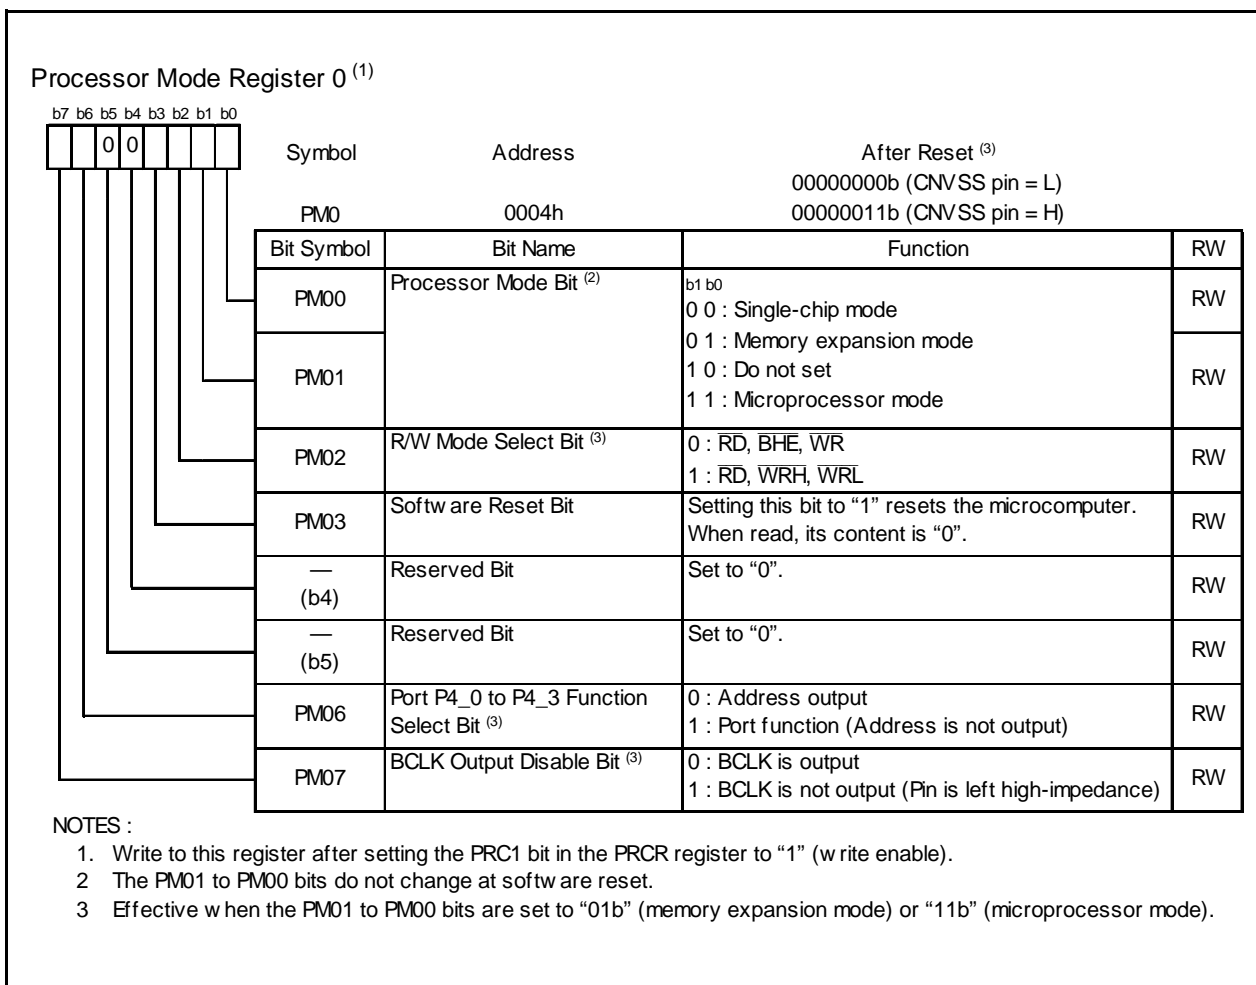 Processor Mode Register 0 (1)
b7 b6 b5 b4 b3 b2 b1 b0
0 0
Symbol Address After Reset (3)
00000000b (CNVSS pin = L)
PM0 0004h 00000011b (CNVSS pin = H)
Bit Symbol Bit Name Function RW
PM00 Processor Mode Bit (2) b1 b0 RW
0 0 : Single-chip mode
0 1 : Memory expansion mode
PM01 1 0 : Do not set RW
1 1 : Microprocessor mode
PM02 R/W Mode Select Bit (3) 0 : R̅D̅, B̅H̅E̅, W̅R̅ RW
1 : R̅D̅, W̅R̅H̅, W̅R̅L̅
PM03 Software Reset Bit Setting this bit to “1” resets the microcomputer. RW
When read, its content is “0”.
— Reserved Bit Set to “0”. RW
(b4)
— Reserved Bit Set to “0”. RW
(b5)
PM06 Port P4_0 to P4_3 Function 0 : Address output RW
Select Bit (3) 1 : Port function (Address is not output)
PM07 BCLK Output Disable Bit (3) 0 : BCLK is output RW
1 : BCLK is not output (Pin is left high-impedance)
NOTES :
1. Write to this register after setting the PRC1 bit in the PRCR register to “1” (write enable).
2 The PM01 to PM00 bits do not change at software reset.
3 Effective when the PM01 to PM00 bits are set to “01b” (memory expansion mode) or “11b” (microprocessor mode).